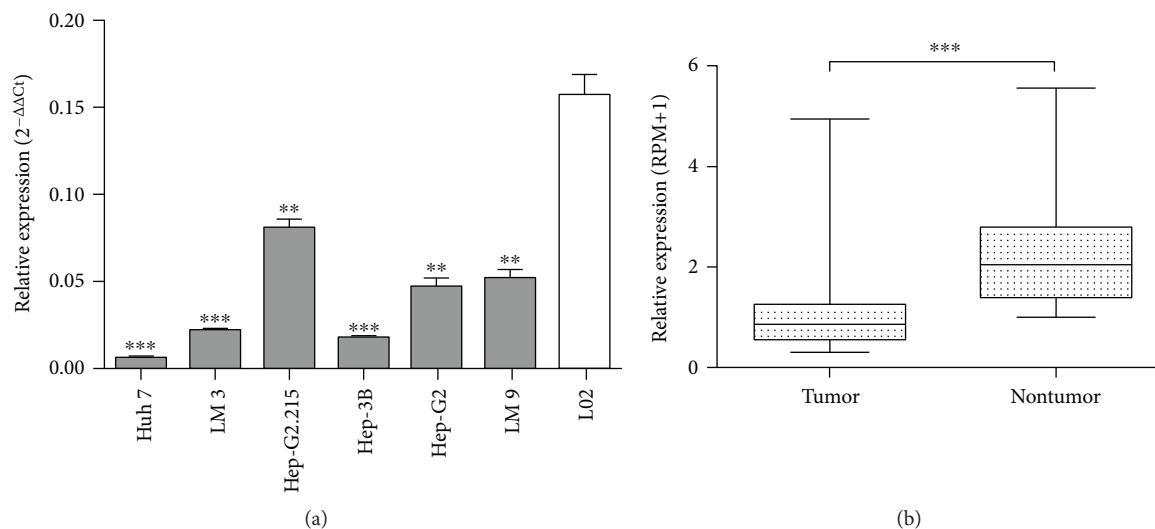 Relative expression (2⁻ΔΔCt)
0.20
0.15
0.10
0.05
0.00
***
***
**
***
**
**
Huh 7
LM 3
Hep-G2.215
Hep-3B
Hep-G2
LM 9
L02
(a)
Relative expression (RPM+1)
6
4
2
0
***
Tumor
Nontumor
(b)